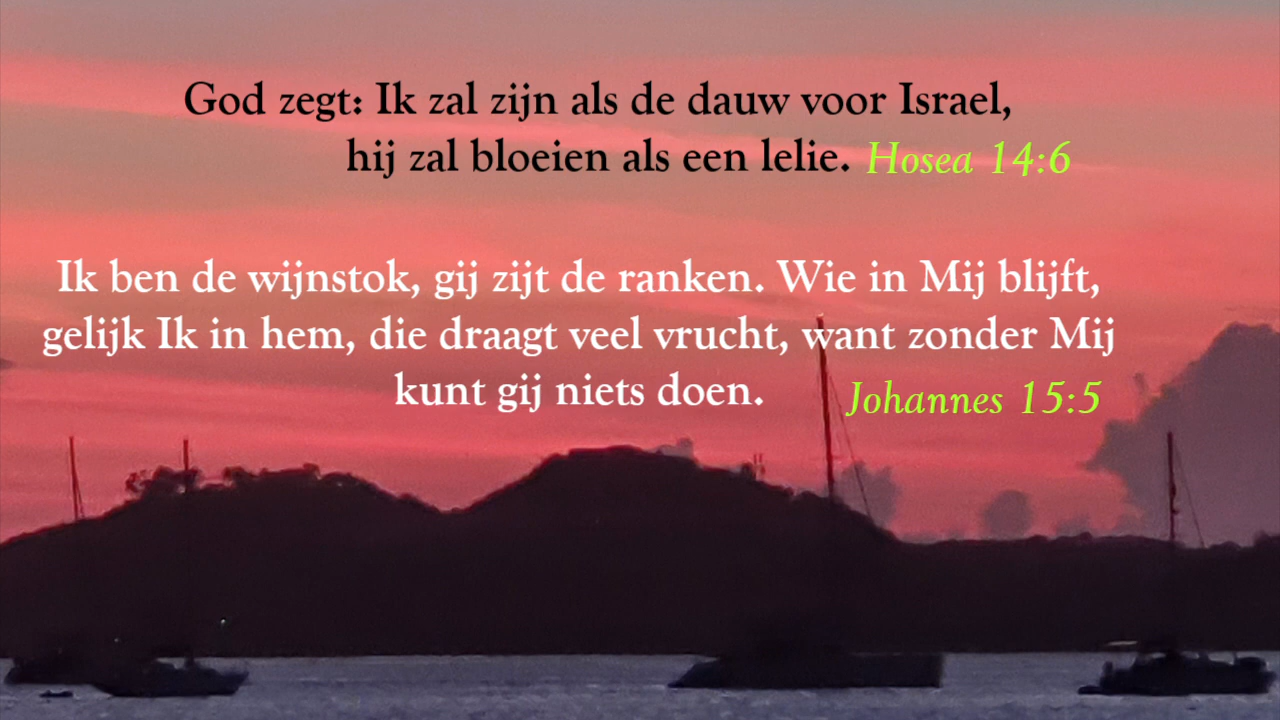 God zegt: Ik zal zijn als de dauw voor Israel,
hij zal bloeien als een lelie. Hosea 14:6
Ik ben de wijnstok, gij zijt de ranken. Wie in Mij blijft,
gelijk Ik in hem, die draagt veel vrucht, want zonder Mij
kunt gij niets doen. Johannes 15:5